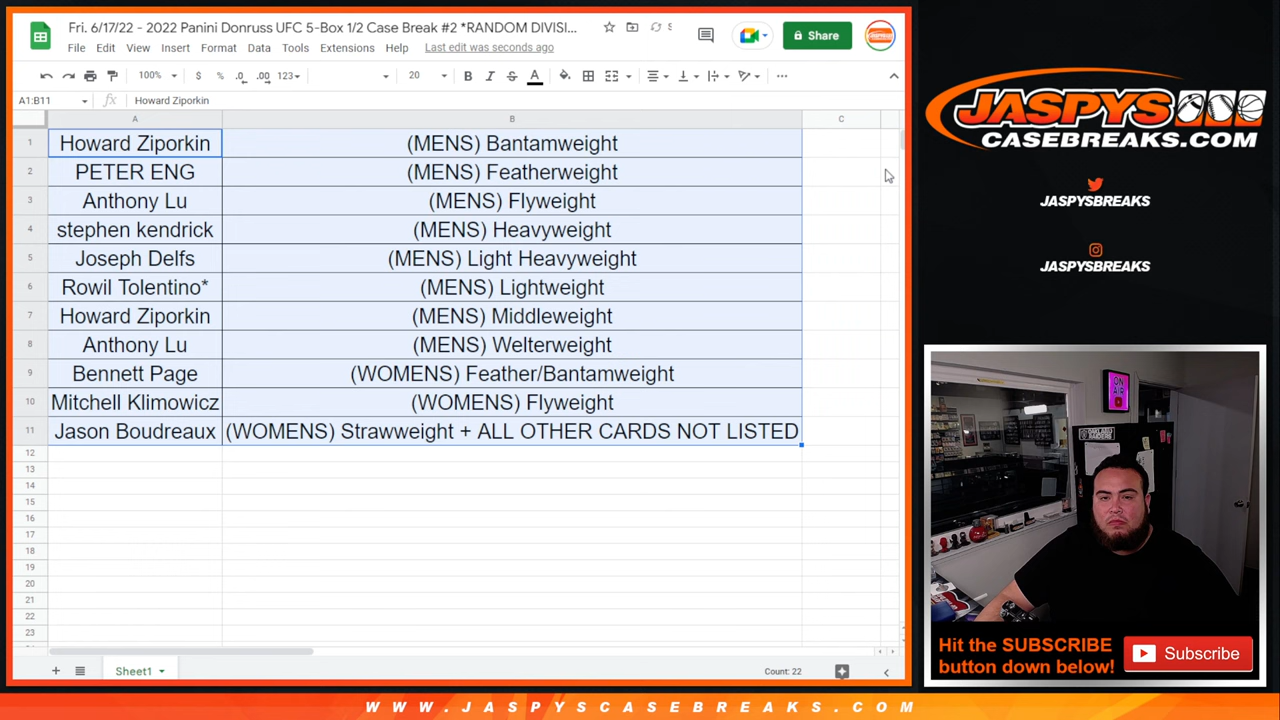 Fri. 6/17/22 - 2022 Panini Donruss UFC 5-Box 1/2 Case Break #2 *RANDOM DIVISI...
Share
File Edit View Insert Format Data Tools Extensions Help Last edit was seconds ago
100% $ % .0 .00 123 20 B I S A
A1:B11 fx Howard Ziporkin
A B C
1 Howard Ziporkin (MENS) Bantamweight
2 PETER ENG (MENS) Featherweight
3 Anthony Lu (MENS) Flyweight
4 stephen kendrick (MENS) Heavyweight
5 Joseph Delfs (MENS) Light Heavyweight
6 Rowil Tolentino* (MENS) Lightweight
7 Howard Ziporkin (MENS) Middleweight
8 Anthony Lu (MENS) Welterweight
9 Bennett Page (WOMENS) Feather/Bantamweight
10 Mitchell Klimowicz (WOMENS) Flyweight
11 Jason Boudreaux (WOMENS) Strawweight + ALL OTHER CARDS NOT LISTED
12
13
14
15
16
17
18
19
20
21
22
23
Sheet1
Count: 22
JASPYS
CASEBREAKS.COM
JASPYSBREAKS
JASPYSBREAKS
ON
AIR
Hit the SUBSCRIBE
button down below!
Subscribe
WWW.JASPYSCASEBREAKS.COM